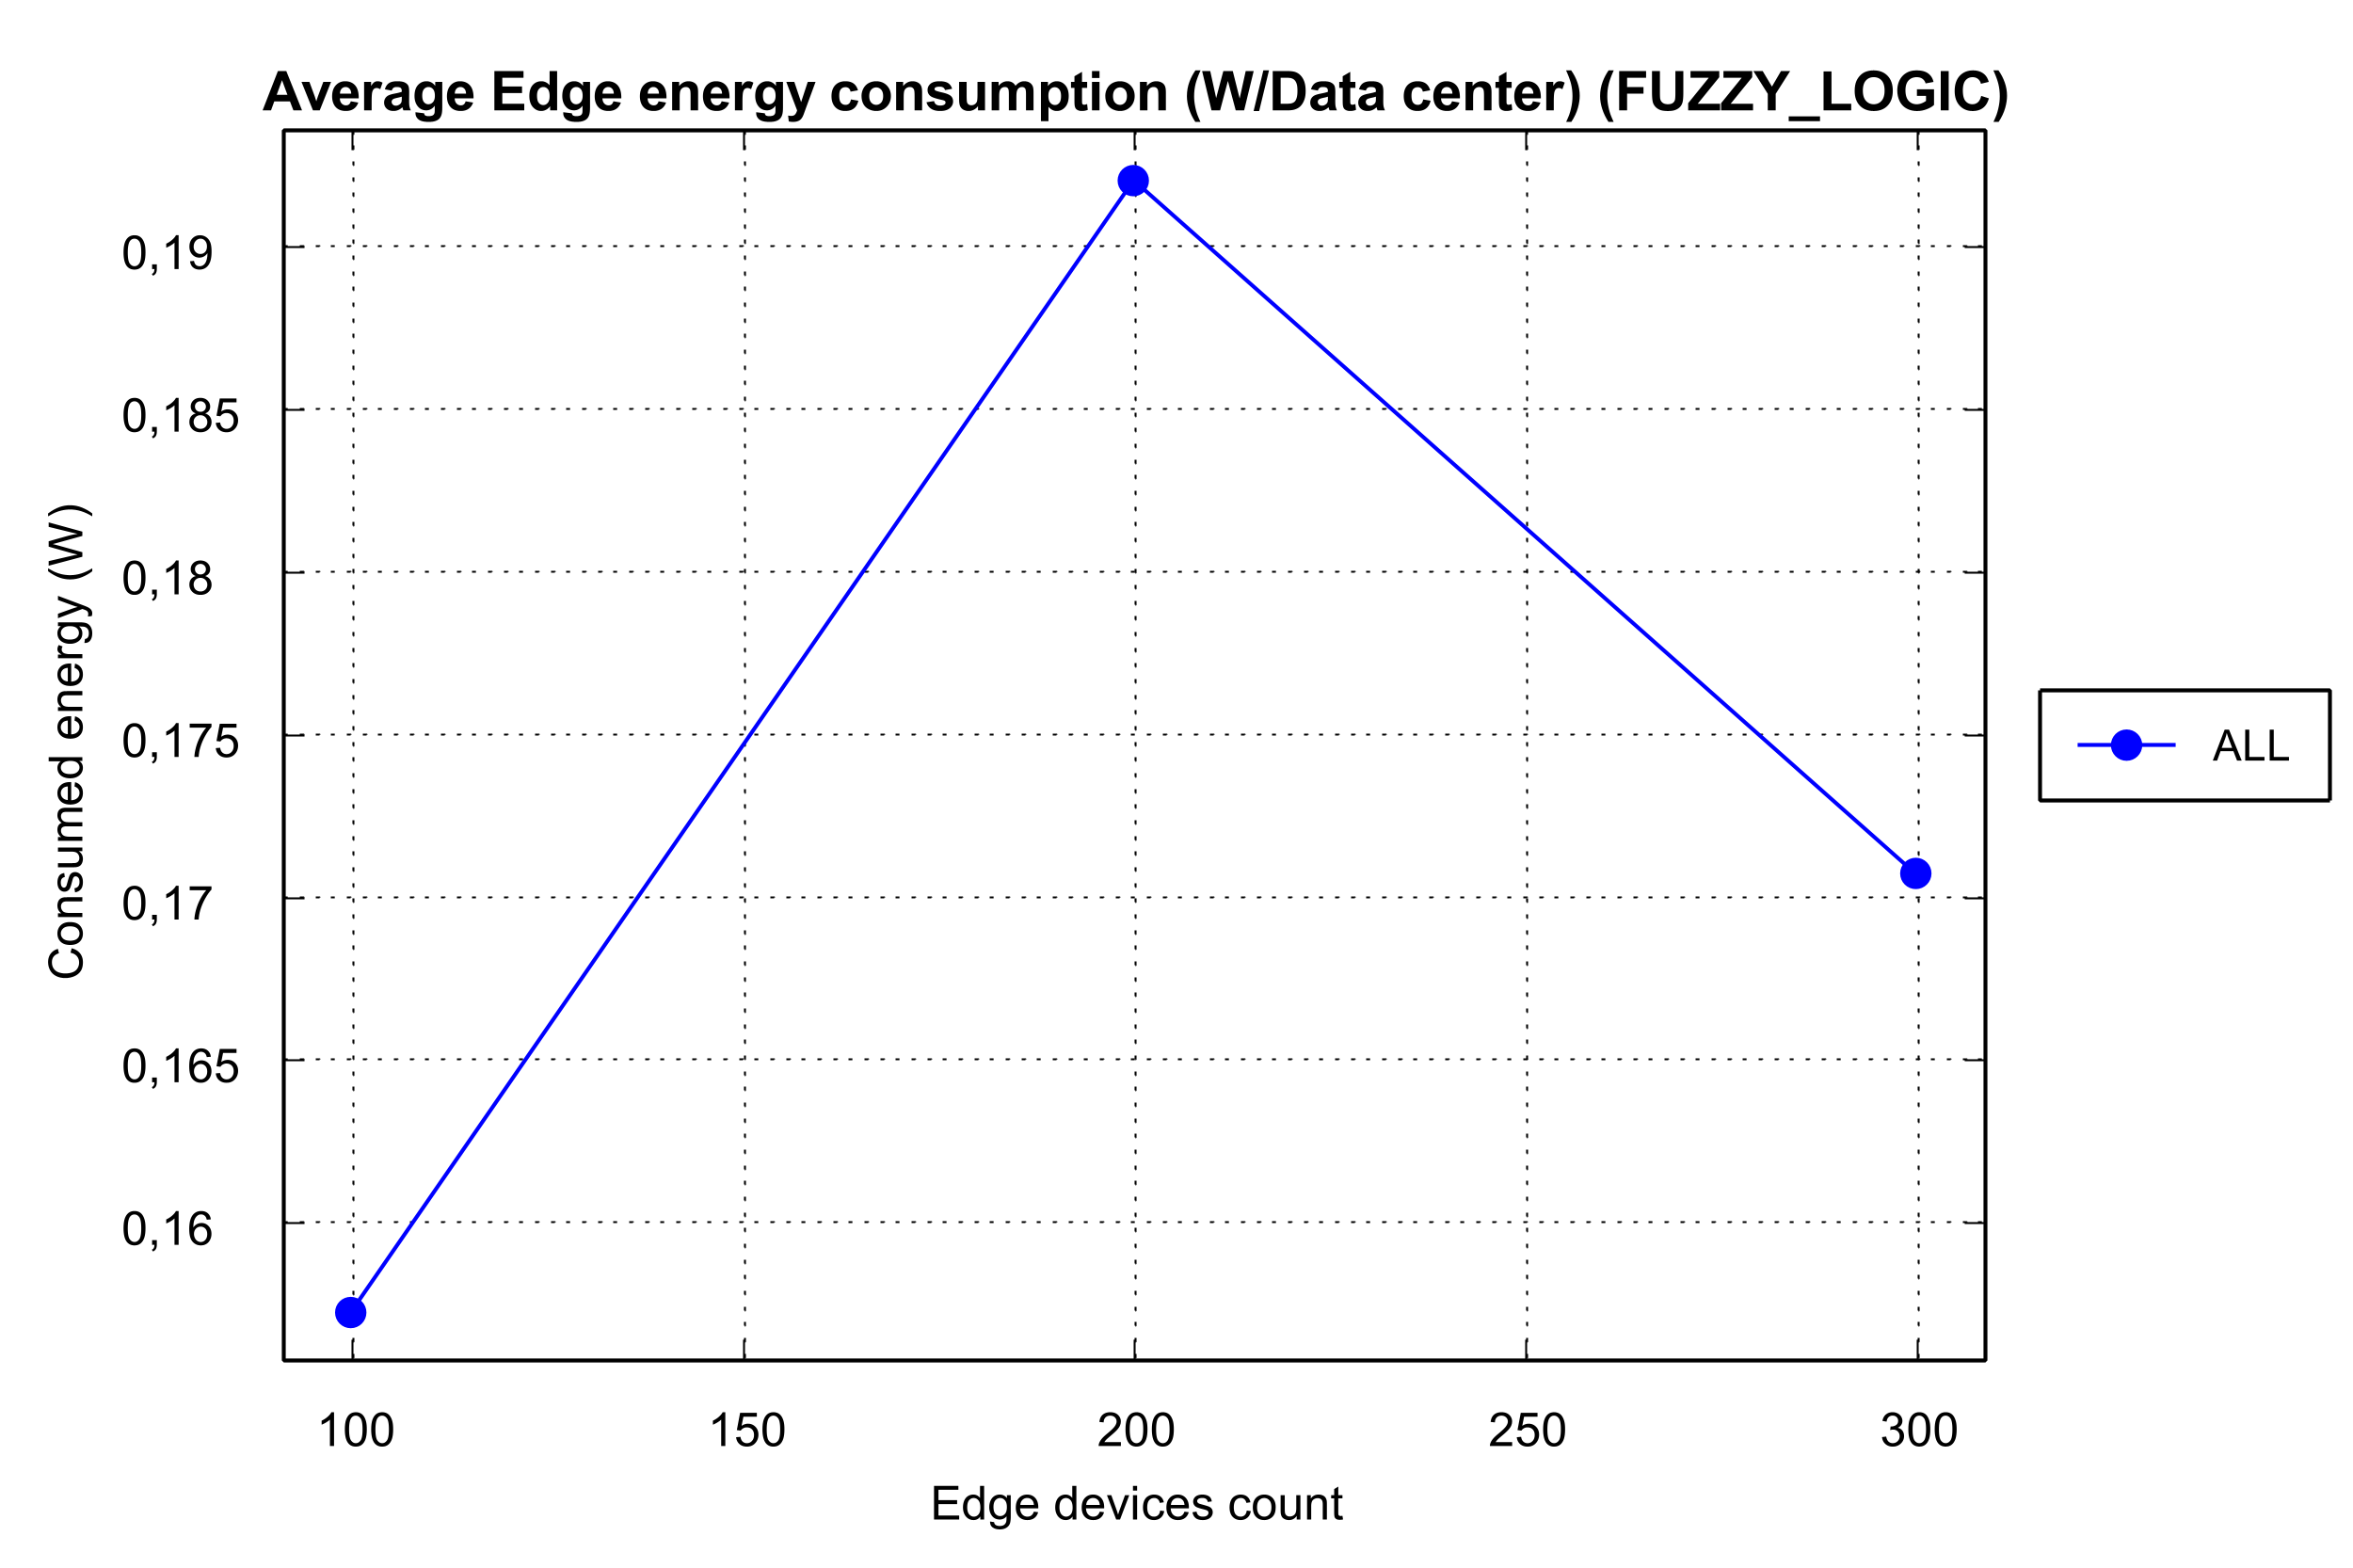 Average Edge energy consumption (W/Data center) (FUZZY_LOGIC)
Consumed energy (W)
0,19
0,185
0,18
0,175
0,17
0,165
0,16
ALL
100 150 200 250 300
Edge devices count